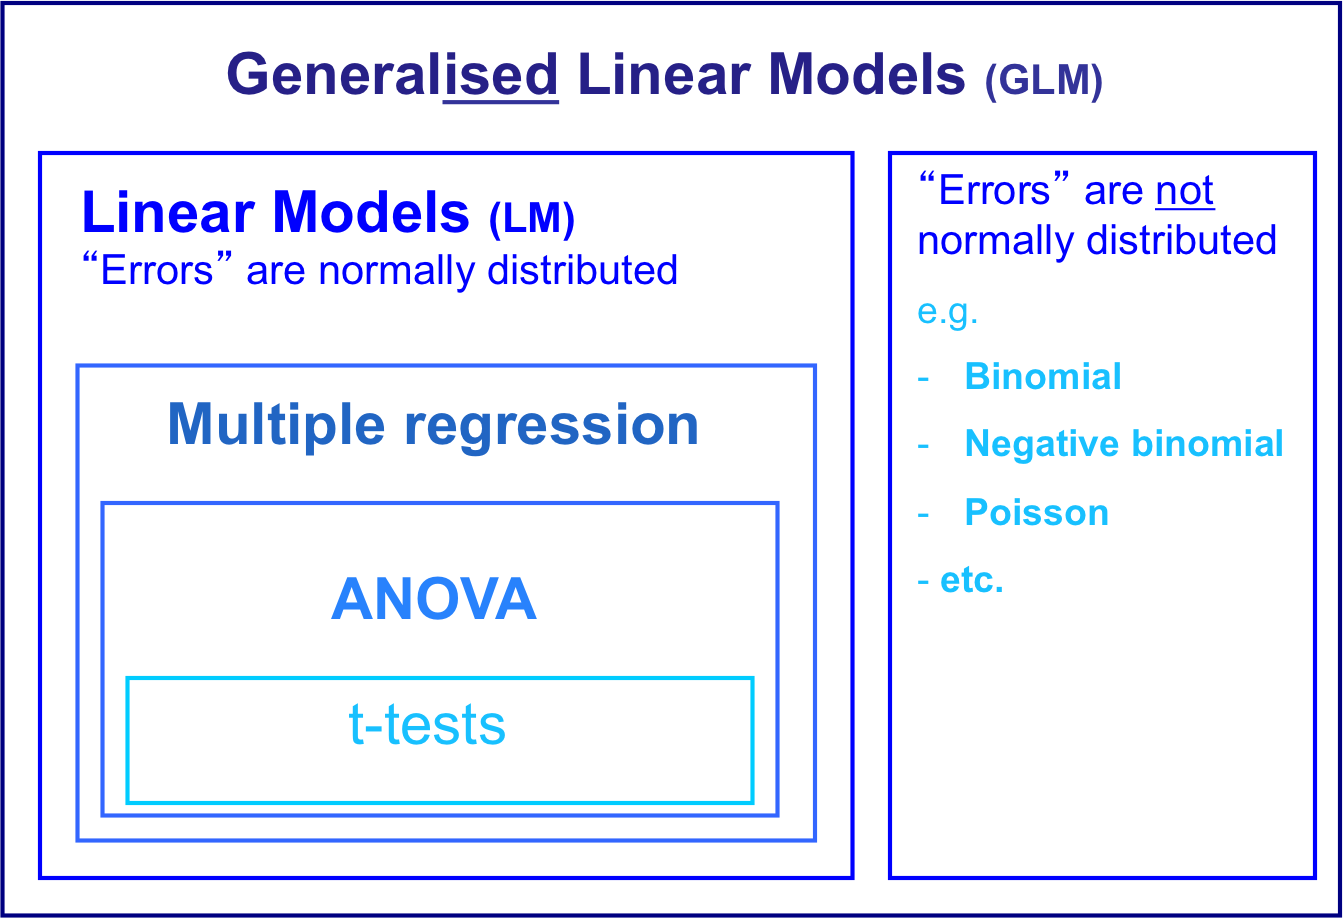 Generalised Linear Models (GLM)
Linear Models (LM)
“Errors” are normally distributed
Multiple regression
ANOVA
t-tests
“Errors” are not
normally distributed
e.g.
- Binomial
- Negative binomial
- Poisson
- etc.